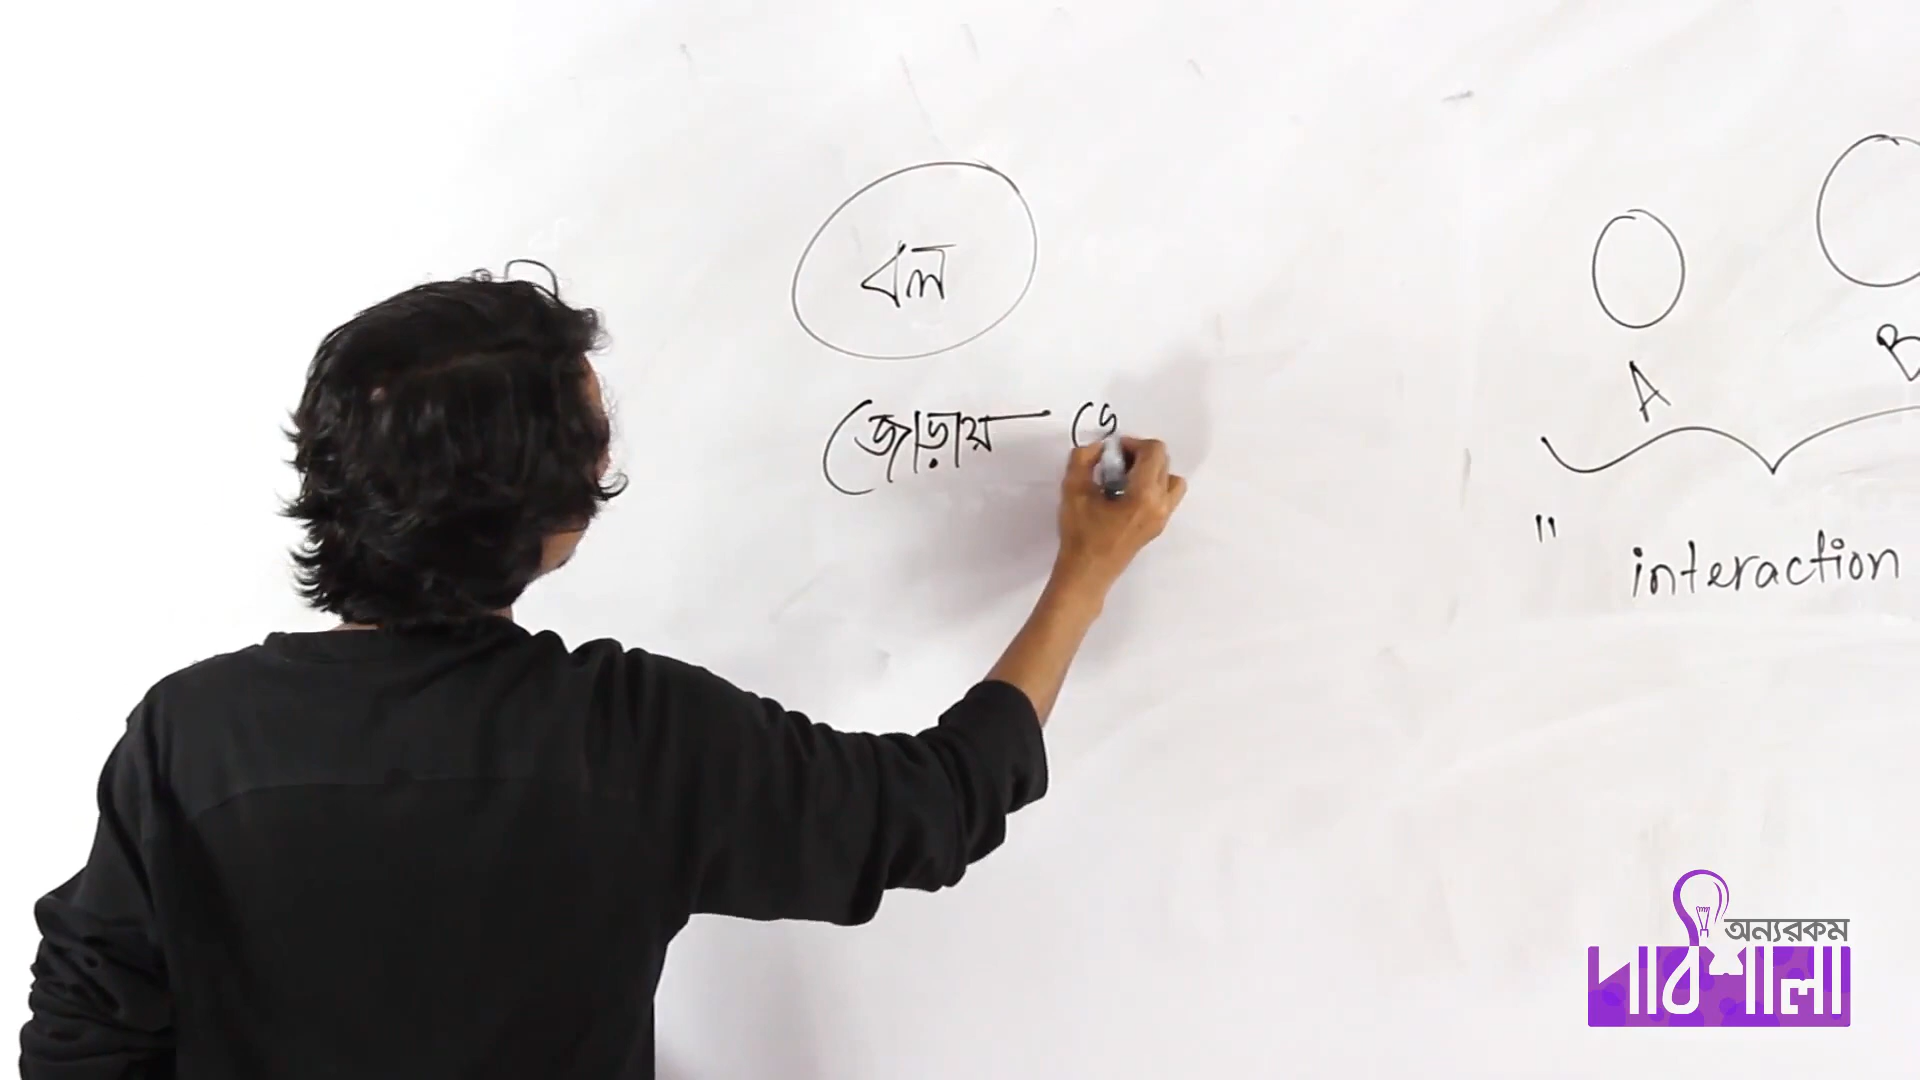 বল
জোড়ায়
A
B
" interaction
অন্যরকম
পাঠশালা